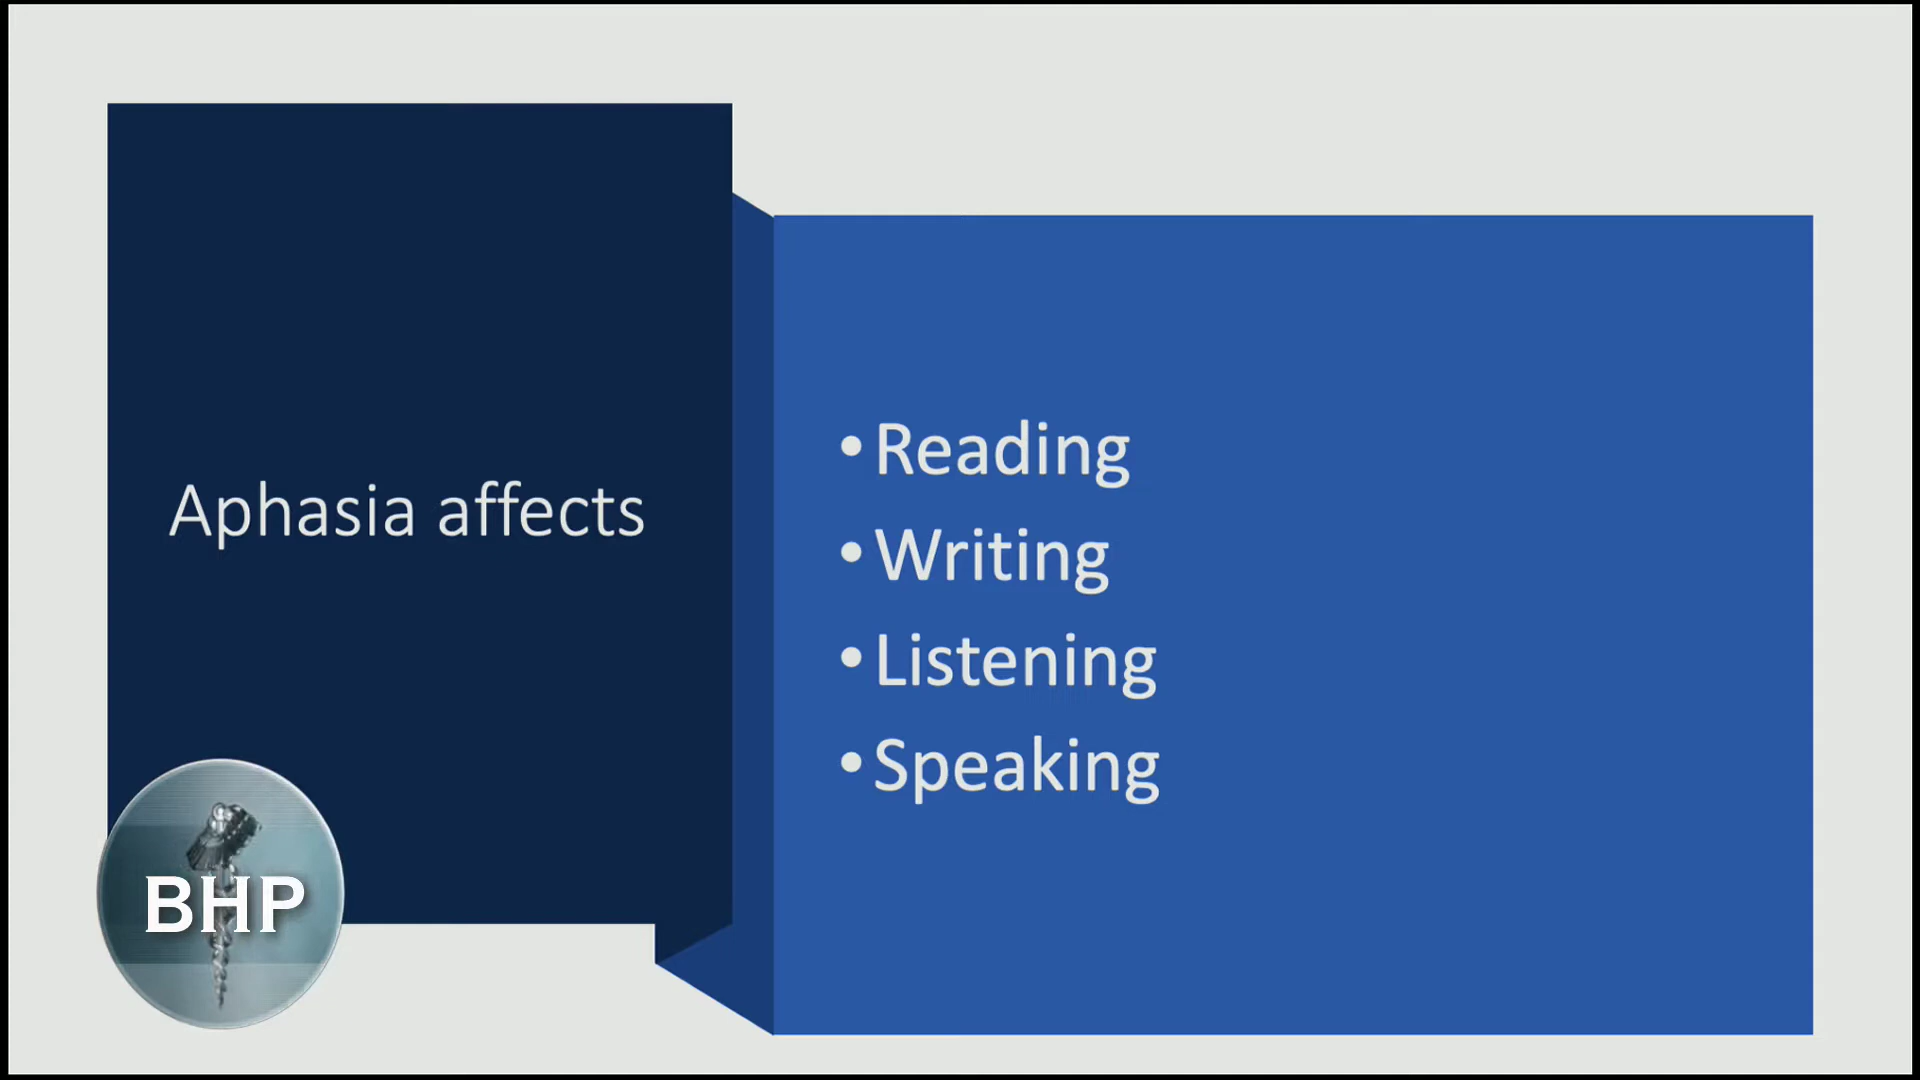 Aphasia affects
• Reading
• Writing
• Listening
• Speaking
BHP